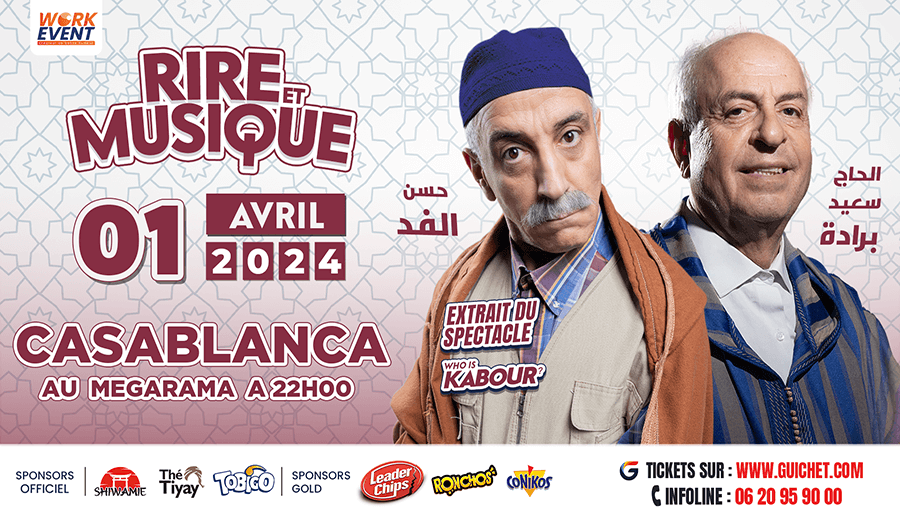 WORK
EVENT
RIRE ET
MUSIQUE
01
AVRIL
2024
CASABLANCA
AU MEGARAMA A 22H00
حسن
الفد
الحاج
سعيد
برادة
EXTRAIT DU
SPECTACLE
WHO IS
KABOUR?
SPONSORS
OFFICIEL
SHIWAMIE
Thé
Tiyay
TOBIGO
SPONSORS
GOLD
Leader
Chips
RONCHOS
CONIKOS
G TICKETS SUR : WWW.GUICHET.COM
INFOLINE : 06 20 95 90 00